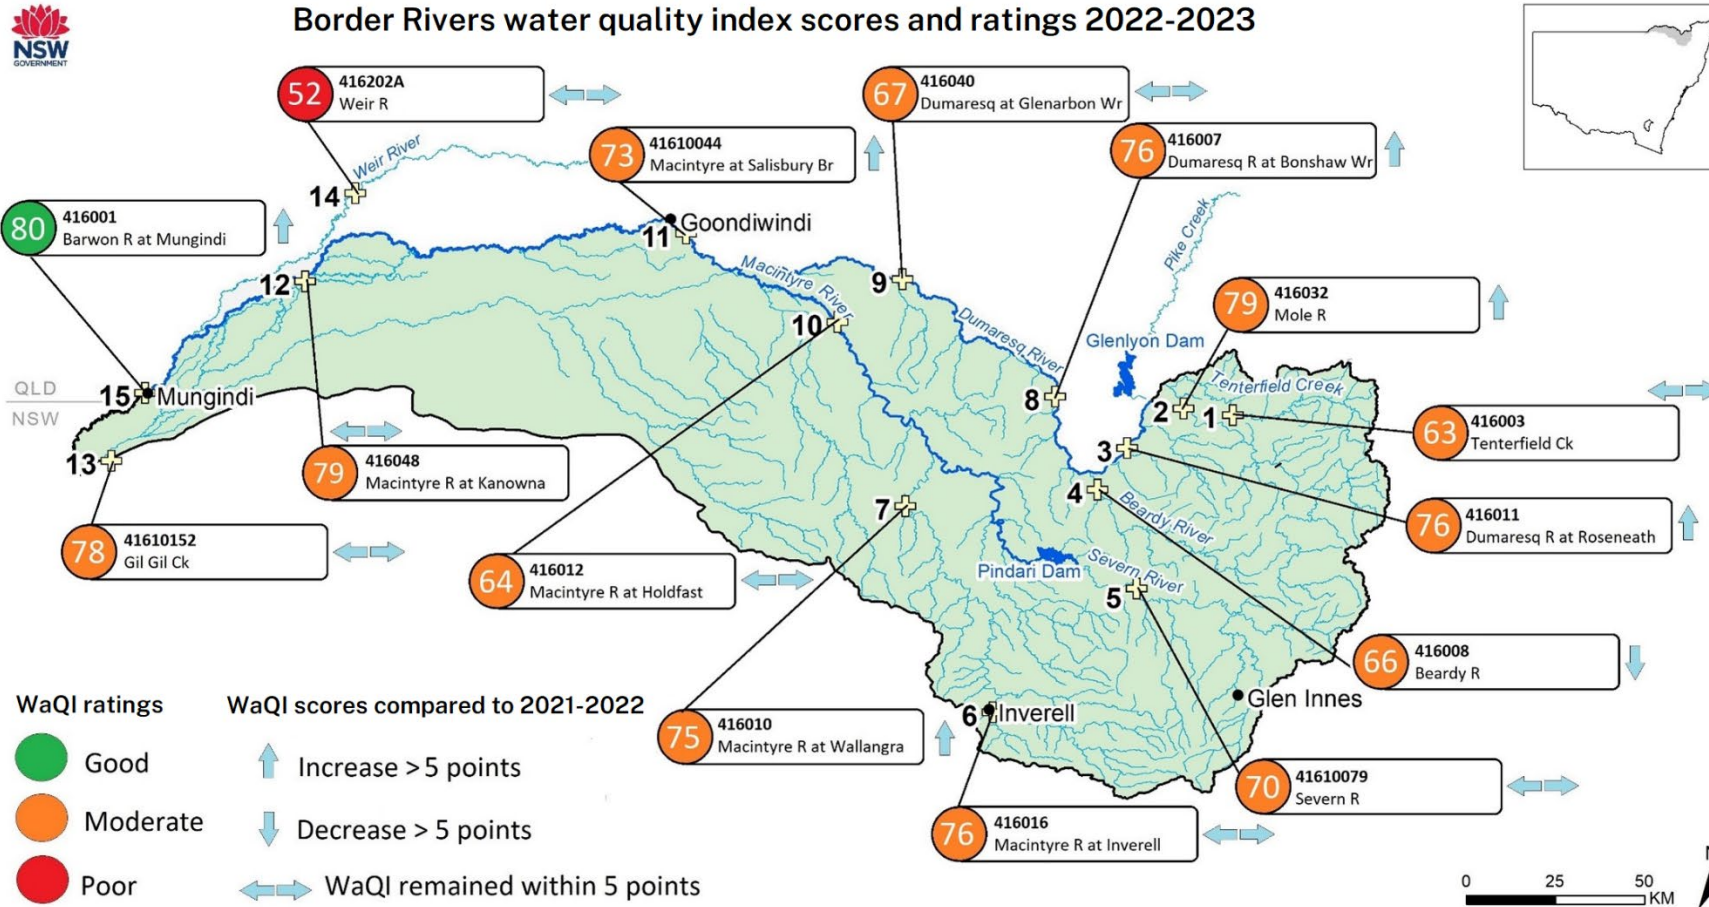 Border Rivers water quality index scores and ratings 2022-2023
NSW
GOVERNMENT
52
416202A
Weir R
67
416040
Dumaresq at Glenarbon Wr
73
41610044
Macintyre at Salisbury Br
76
416007
Dumaresq R at Bonshaw Wr
Weir River
14
80
416001
Barwon R at Mungindi
Goondiwindi
11
Pike Creek
Macintyre River
12
9
10
79
416032
Mole R
Dumaresq River
Glenlyon Dam
Tenterfield Creek
QLD
NSW
15
Mungindi
8
2
1
63
416003
Tenterfield Ck
3
13
79
416048
Macintyre R at Kanowna
4
Beardy River
7
76
416011
Dumaresq R at Roseneath
78
41610152
Gil Gil Ck
64
416012
Macintyre R at Holdfast
Pindari Dam
Severn River
5
66
416008
Beardy R
Glen Innes
6
Inverell
75
416010
Macintyre R at Wallangra
70
41610079
Severn R
76
416016
Macintyre R at Inverell
WaQI ratings
Good
Moderate
Poor
WaQI scores compared to 2021-2022
Increase > 5 points
Decrease > 5 points
WaQI remained within 5 points
0 25 50
KM